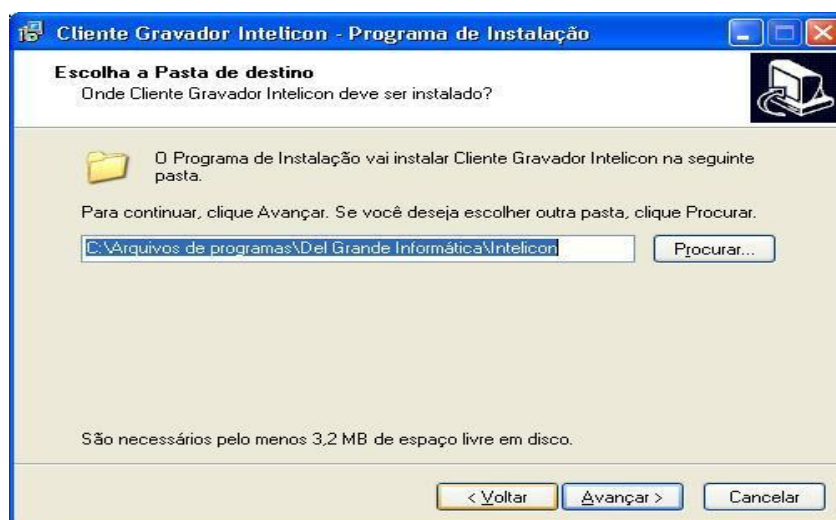 Cliente Gravador Intelicon - Programa de Instalação
Escolha a Pasta de destino
Onde Cliente Gravador Intelicon deve ser instalado?
O Programa de Instalação vai instalar Cliente Gravador Intelicon na seguinte
pasta.
Para continuar, clique Avançar. Se você deseja escolher outra pasta, clique Procurar.
C:\Arquivos de programas\Del Grande Informática\Intelicon
Procurar...
São necessários pelo menos 3,2 MB de espaço livre em disco.
< Voltar
Avançar >
Cancelar